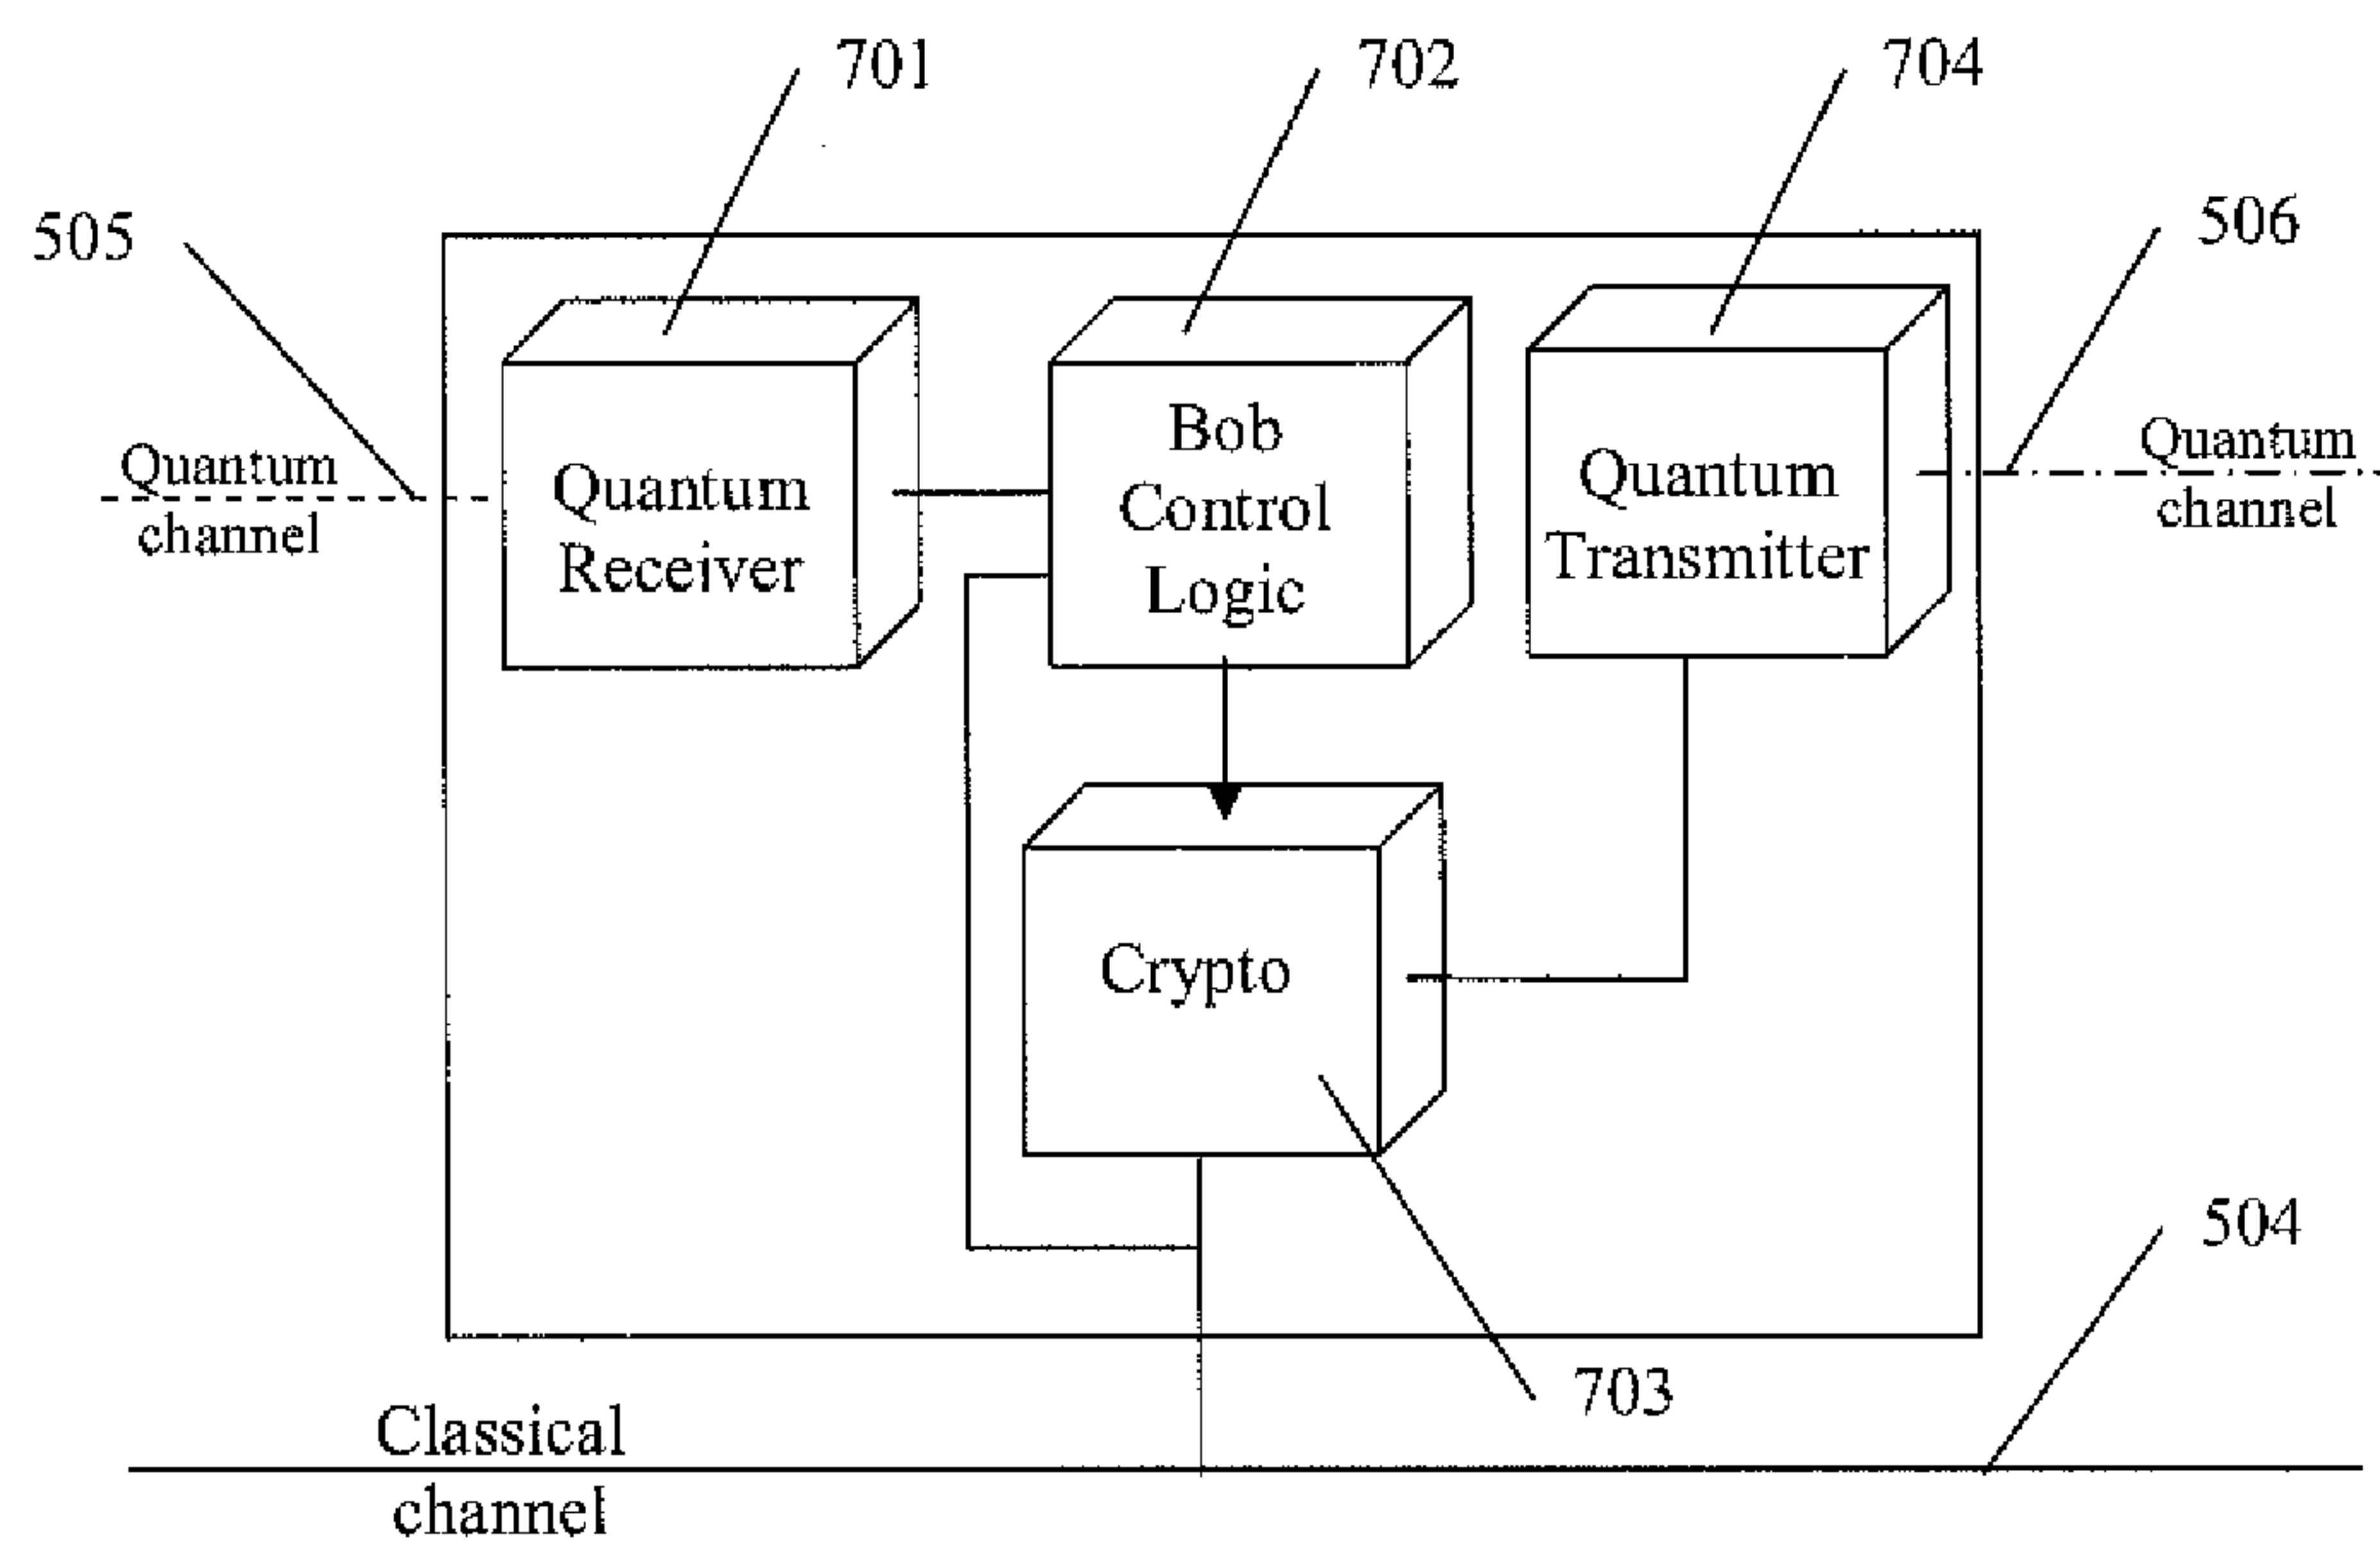 701
702
704
505
506
Quantum
channel
Quantum
Receiver
Bob
Control
Logic
Quantum
Transmitter
Quantum
channel
Crypto
504
703
Classical
channel